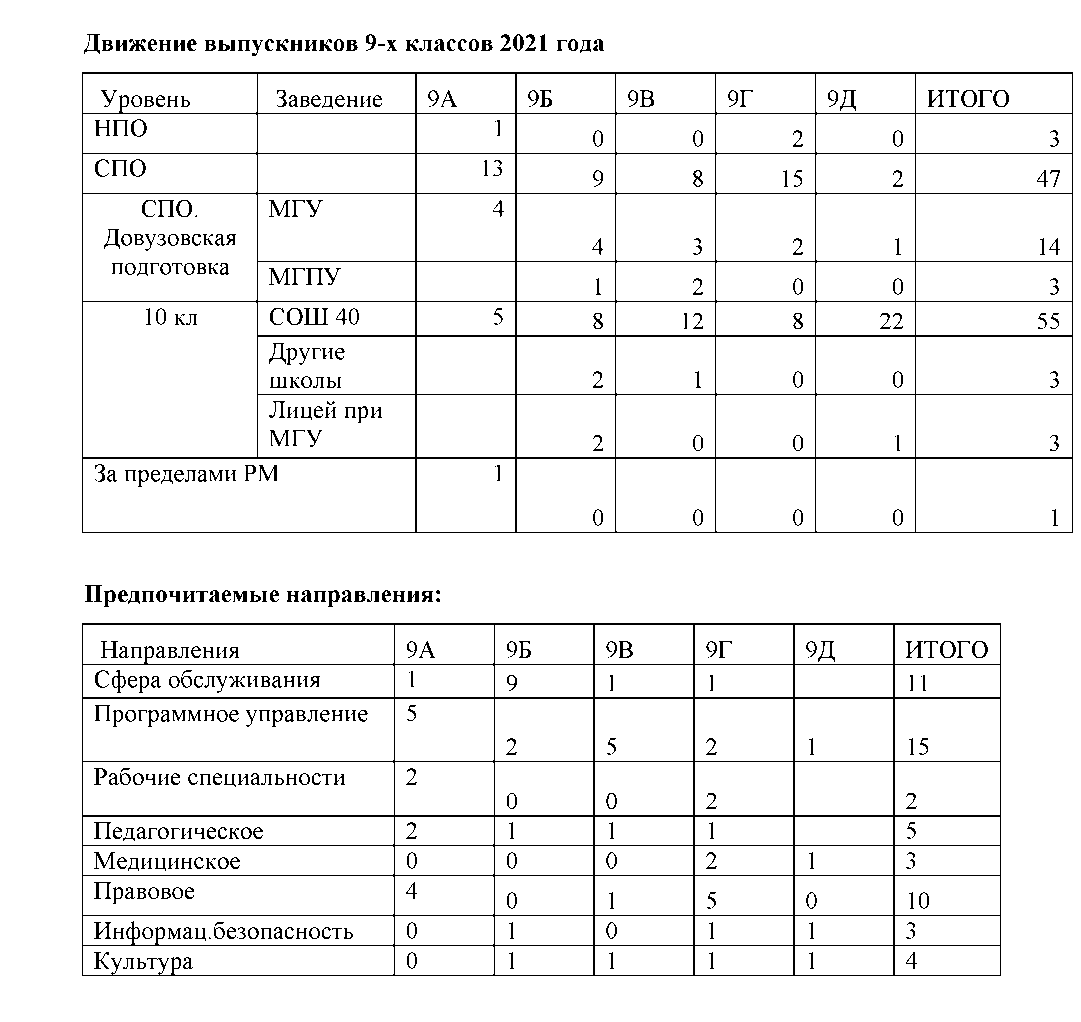 Движение выпускников 9-х классов 2021 года
Уровень Заведение 9А 9Б 9В 9Г 9Д ИТОГО
НПО 1 0 0 2 0 3
СПО 13 9 8 15 2 47
СПО. Довузовская подготовка МГУ 4 4 3 2 1 14
МГПУ 1 2 0 0 3
10 кл СОШ 40 5 8 12 8 22 55
Другие школы 2 1 0 0 3
Лицей при МГУ 2 0 0 1 3
За пределами РМ 1 0 0 0 0 1
Предпочитаемые направления:
Направления 9А 9Б 9В 9Г 9Д ИТОГО
Сфера обслуживания 1 9 1 1 11
Программное управление 5 2 5 2 1 15
Рабочие специальности 2 0 0 2 2
Педагогическое 2 1 1 1 5
Медицинское 0 0 0 2 1 3
Правовое 4 0 1 5 0 10
Информац.безопасность 0 1 0 1 1 3
Культура 0 1 1 1 1 4